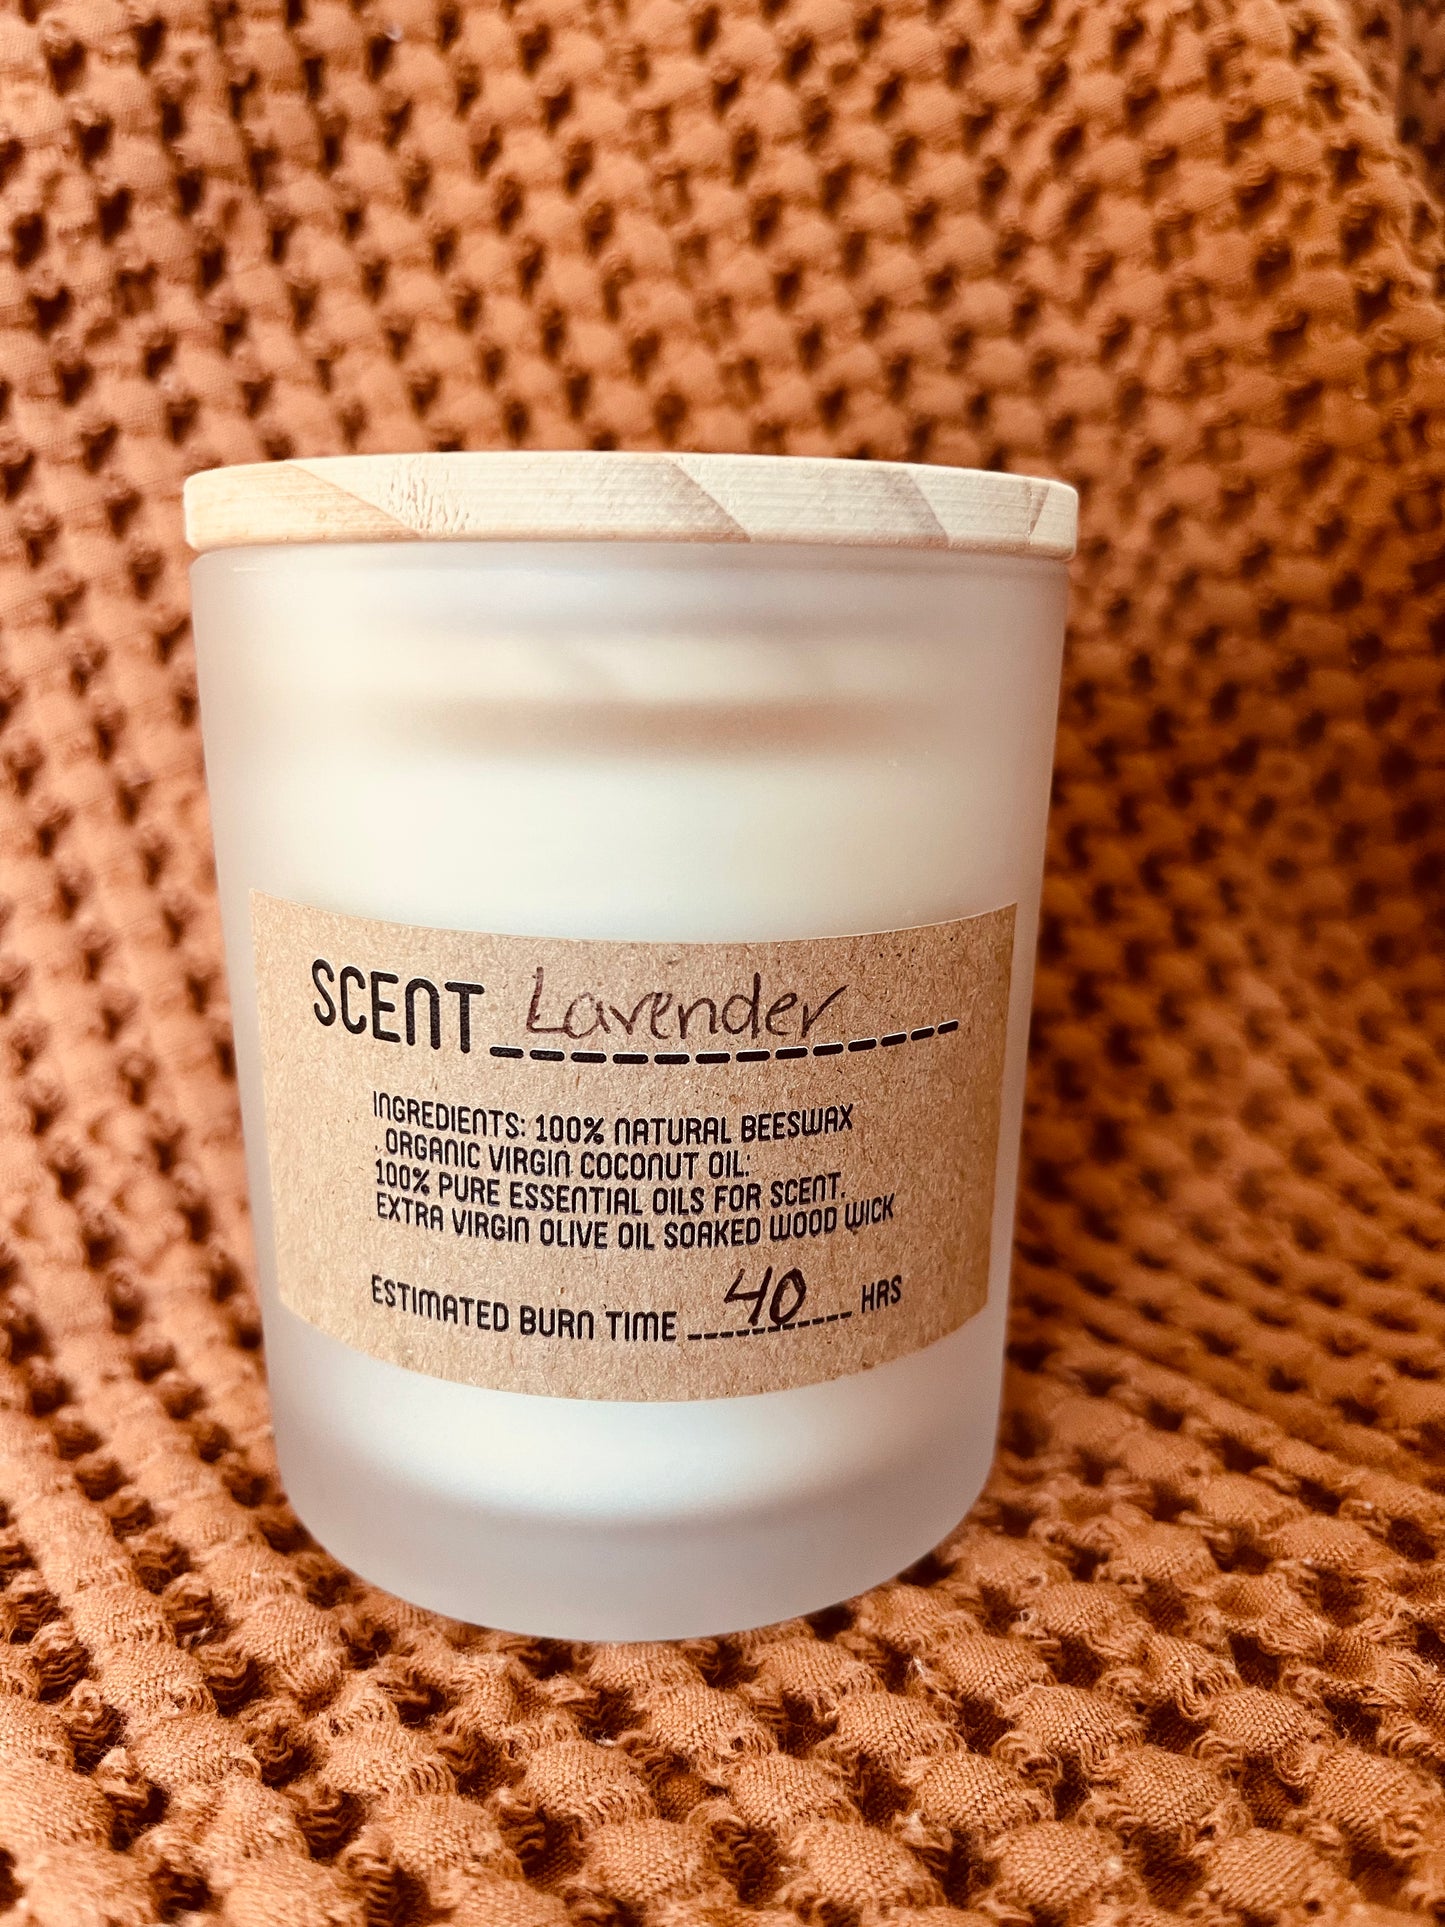 SCENT Lavender
INGREDIENTS: 100% NATURAL BEESWAX
. ORGANIC VIRGIN COCONUT OIL:
100% PURE ESSENTIAL OILS FOR SCENT.
EXTRA VIRGIN OLIVE OIL SOAKED WOOD WICK
ESTIMATED BURN TIME 40 HRS